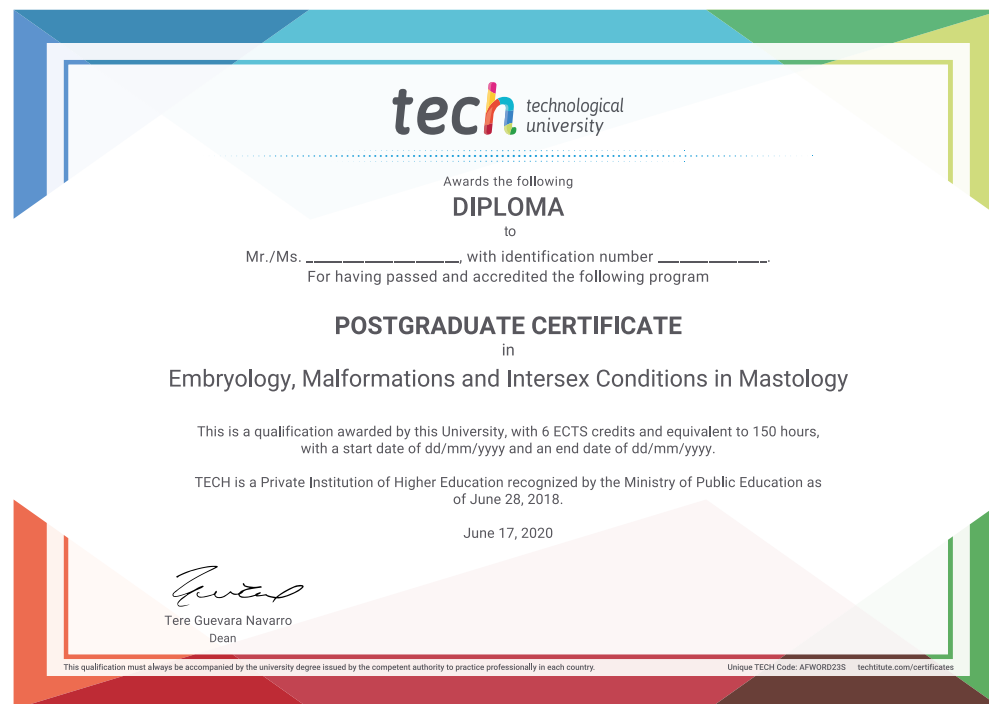 tech technological
university
Awards the following
DIPLOMA
to
Mr./Ms. __________________, with identification number _____________.
For having passed and accredited the following program
POSTGRADUATE CERTIFICATE
in
Embryology, Malformations and Intersex Conditions in Mastology
This is a qualification awarded by this University, with 6 ECTS credits and equivalent to 150 hours,
with a start date of dd/mm/yyyy and an end date of dd/mm/yyyy.
TECH is a Private Institution of Higher Education recognized by the Ministry of Public Education as
of June 28, 2018.
June 17, 2020
Tere Guevara Navarro
Dean
This qualification must always be accompanied by the university degree issued by the competent authority to practice professionally in each country.
Unique TECH Code: AFWORD23S techtitute.com/certificates